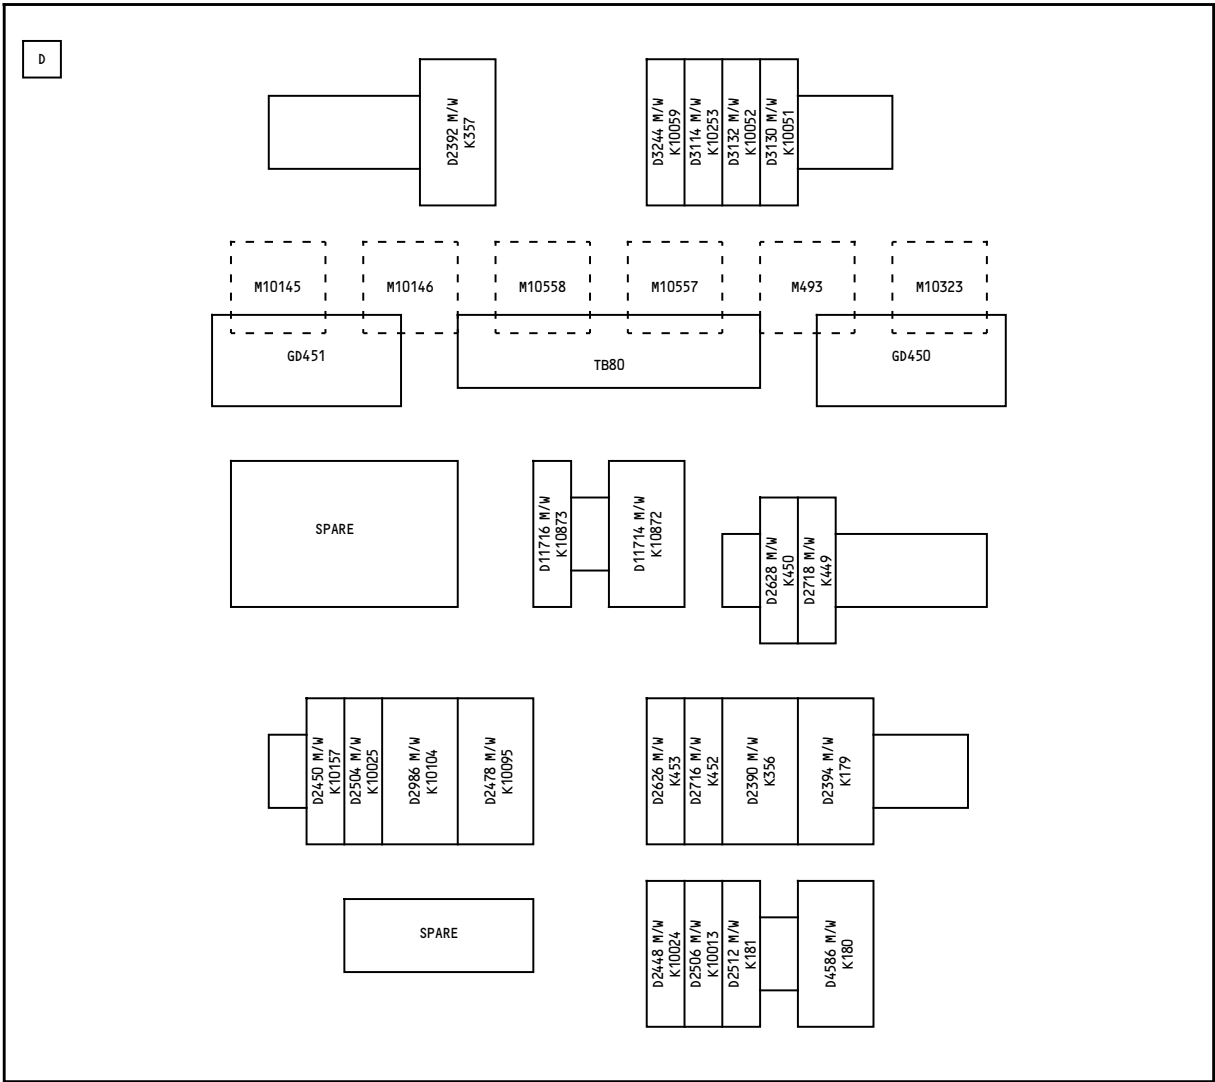 D
D2392 M/W
K357
D3244 M/W
K10059
D3114 M/W
K10253
D3132 M/W
K10052
D3130 M/W
K10051
M10145
M10146
M10558
M10557
M493
M10323
GD451
TB80
GD450
SPARE
D11716 M/W
K10873
D11714 M/W
K10872
D2628 M/W
K450
D2718 M/W
K449
D2450 M/W
K10157
D2504 M/W
K10025
D2986 M/W
K10104
D2478 M/W
K10095
D2626 M/W
K453
D2716 M/W
K452
D2390 M/W
K356
D2394 M/W
K179
SPARE
D2448 M/W
K10024
D2506 M/W
K10013
D2512 M/W
K181
D4586 M/W
K180